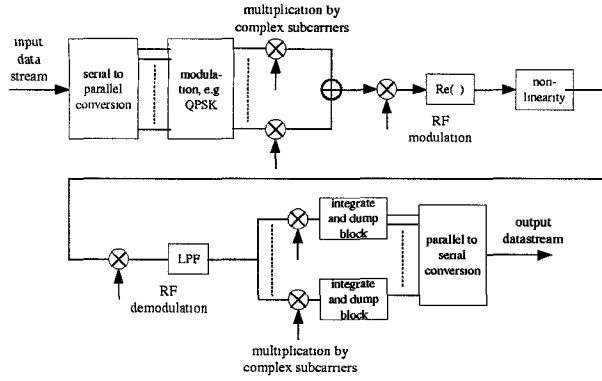 multiplication by
complex subcarriers
input
data
stream
serial to
parallel
conversion
modula-
tion, e.g
QPSK
Re( )
non-
linearity
RF
modulation
LPF
RF
demodulation
integrate
and dump
block
integrate
and dump
block
parallel to
serial
conversion
output
datastream
multiplication by
complex subcarriers